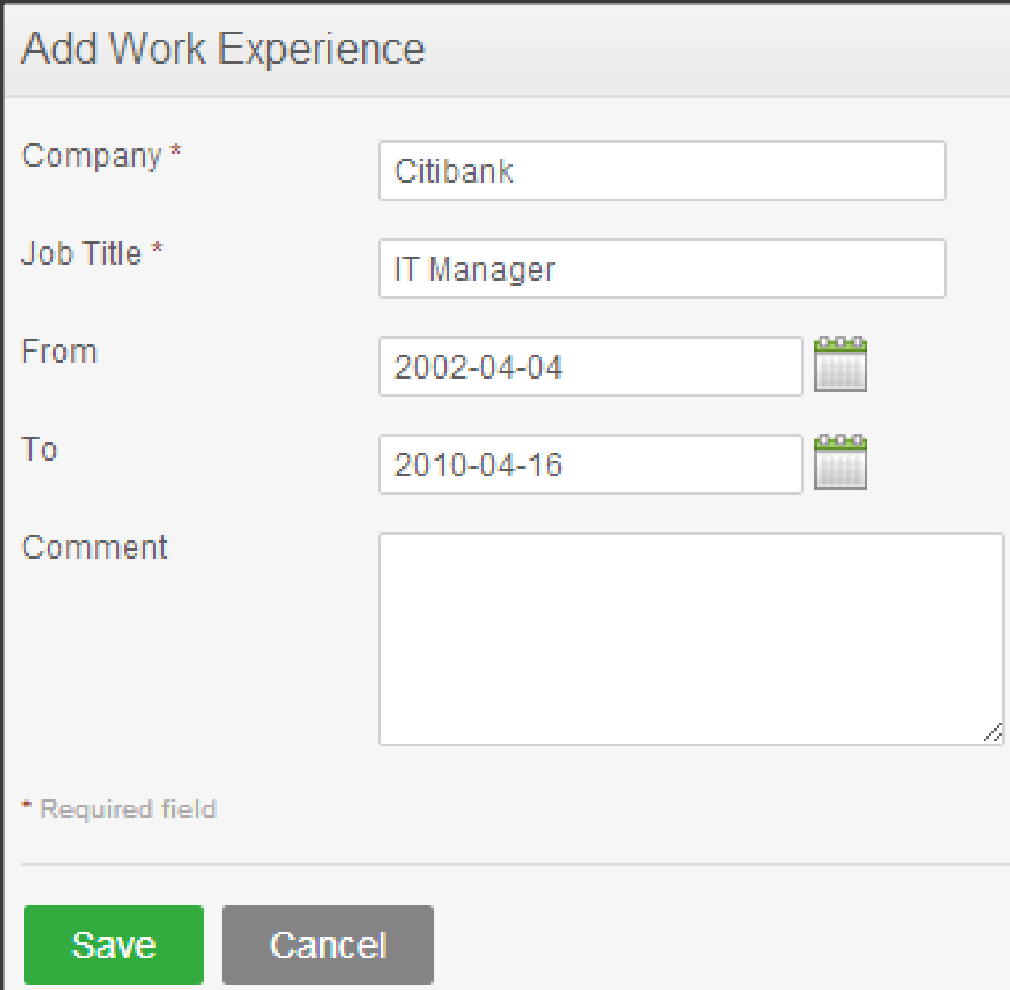 Add Work Experience
Company * Citibank
Job Title * IT Manager
From 2002-04-04
To 2010-04-16
Comment
* Required field
Save Cancel